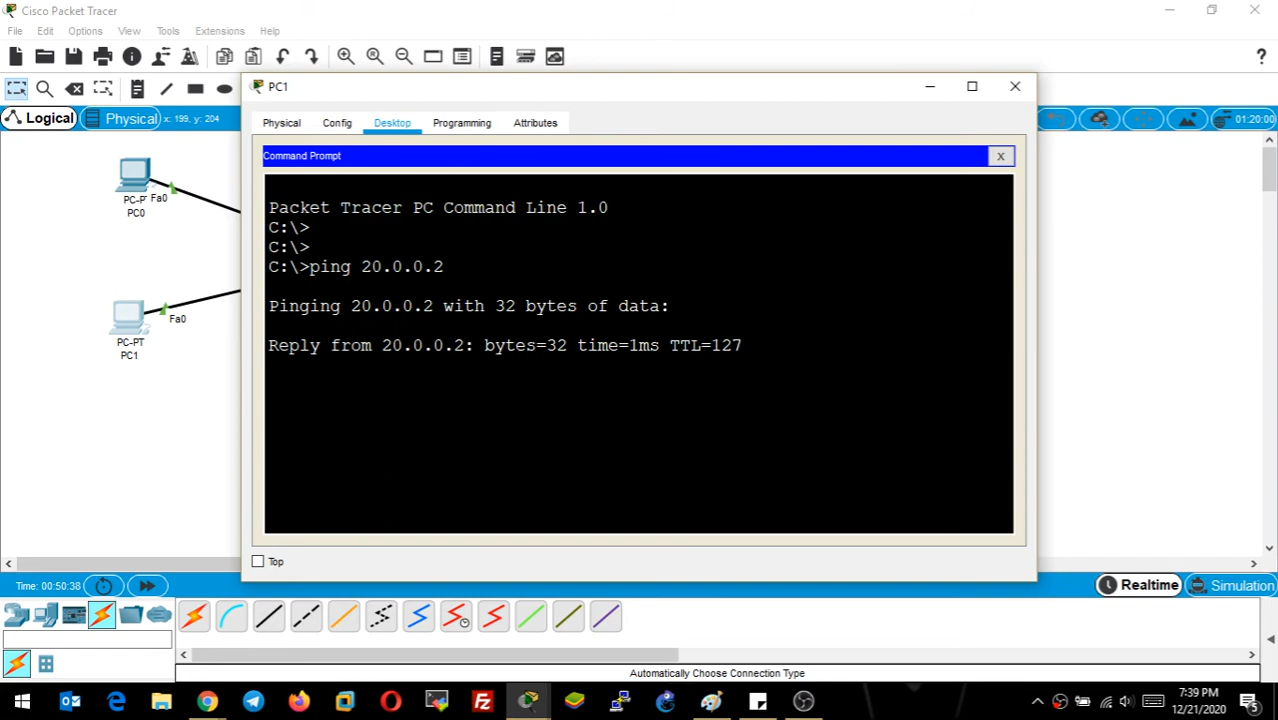 Cisco Packet Tracer
File Edit Options View Tools Extensions Help
?
PC1
Logical
Physical x: 199, y: 204
01:20:00
Physical Config Desktop Programming Attributes
Command Prompt
X
Packet Tracer PC Command Line 1.0
C:\>
C:\>
C:\>ping 20.0.0.2
Pinging 20.0.0.2 with 32 bytes of data:
Reply from 20.0.0.2: bytes=32 time=1ms TTL=127
PC-P Fa0
PC0
Fa0
PC-PT
PC1
Top
Time: 00:50:38
Realtime
Simulation
Automatically Choose Connection Type
7:39 PM
12/21/2020
5